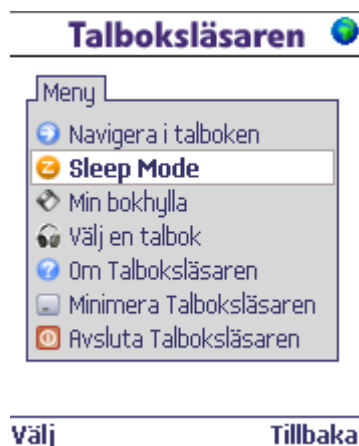 Talboksläsaren
Meny
Navigera i talboken
Sleep Mode
Min bokhylla
Välj en talbok
Om Talboksläsaren
Minimera Talboksläsaren
Avsluta Talboksläsaren
Välj
Tillbaka